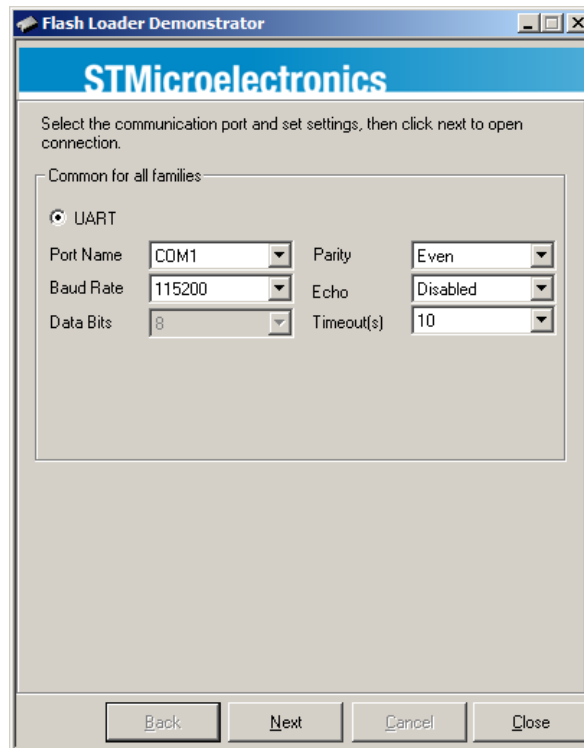 Flash Loader Demonstrator
STMicroelectronics
Select the communication port and set settings, then click next to open
connection.
Common for all families
UART
Port Name COM1 Parity Even
Baud Rate 115200 Echo Disabled
Data Bits 8 Timeout(s) 10
Back Next Cancel Close